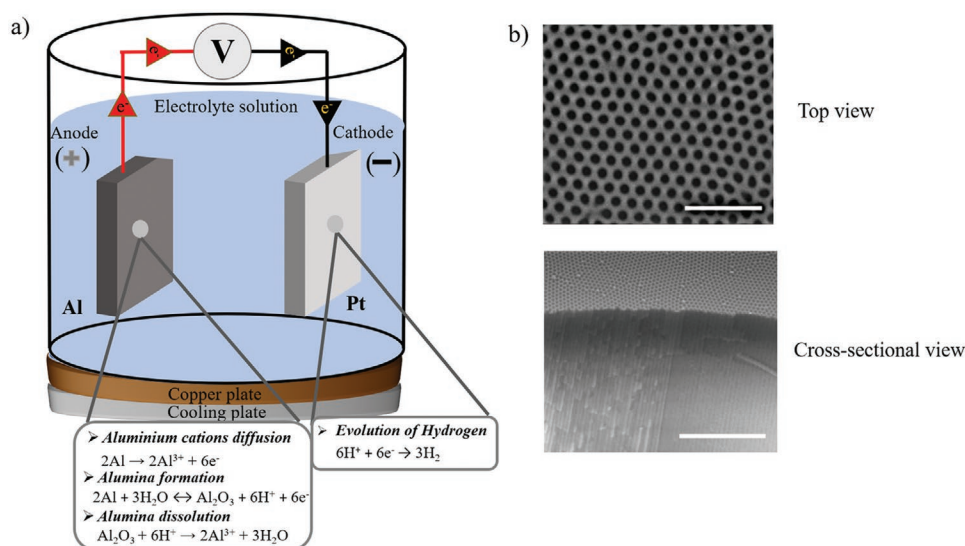 a)
V
e⁻
e⁻
e⁻
e⁻
Electrolyte solution
Anode
(+)
Cathode
(−)
Al
Pt
Copper plate
Cooling plate
➢ Aluminium cations diffusion
2Al → 2Al³⁺ + 6e⁻
➢ Alumina formation
2Al + 3H₂O ↔ Al₂O₃ + 6H⁺ + 6e⁻
➢ Alumina dissolution
Al₂O₃ + 6H⁺ → 2Al³⁺ + 3H₂O
➢ Evolution of Hydrogen
6H⁺ + 6e⁻ → 3H₂
b)
Top view
Cross-sectional view